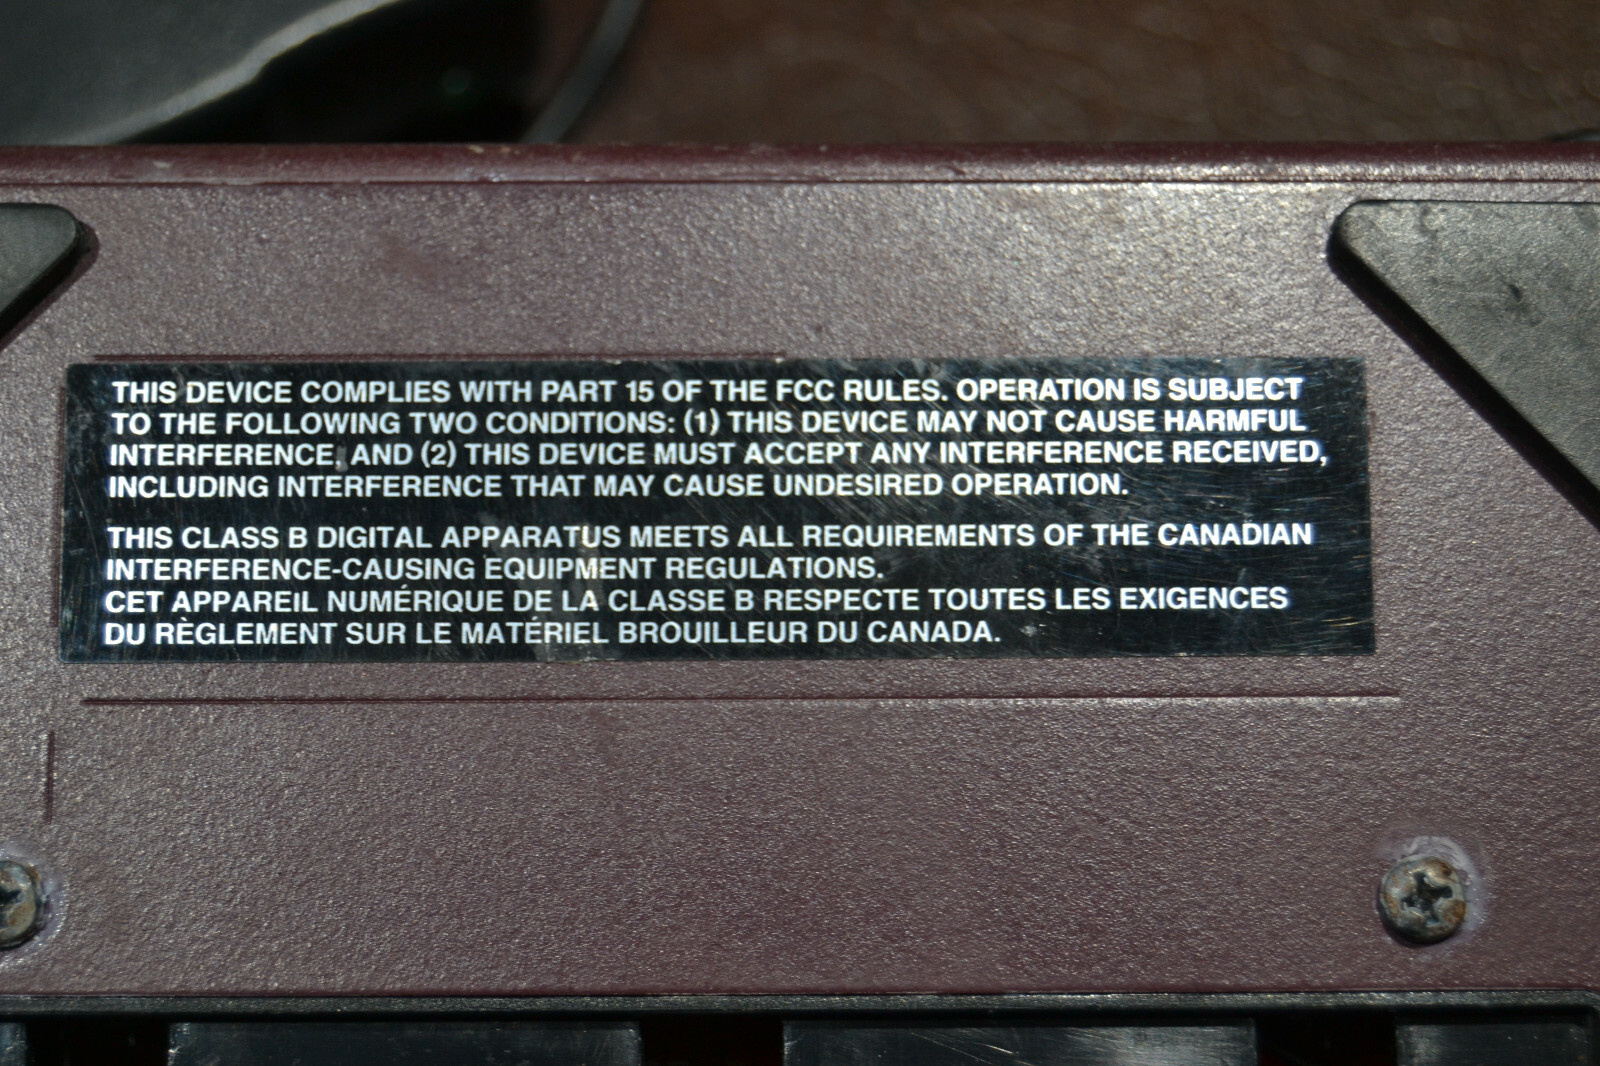 THIS DEVICE COMPLIES WITH PART 15 OF THE FCC RULES. OPERATION IS SUBJECT
TO THE FOLLOWING TWO CONDITIONS: (1) THIS DEVICE MAY NOT CAUSE HARMFUL
INTERFERENCE, AND (2) THIS DEVICE MUST ACCEPT ANY INTERFERENCE RECEIVED,
INCLUDING INTERFERENCE THAT MAY CAUSE UNDESIRED OPERATION.
THIS CLASS B DIGITAL APPARATUS MEETS ALL REQUIREMENTS OF THE CANADIAN
INTERFERENCE-CAUSING EQUIPMENT REGULATIONS.
CET APPAREIL NUMÉRIQUE DE LA CLASSE B RESPECTE TOUTES LES EXIGENCES
DU RÈGLEMENT SUR LE MATÉRIEL BROUILLEUR DU CANADA.